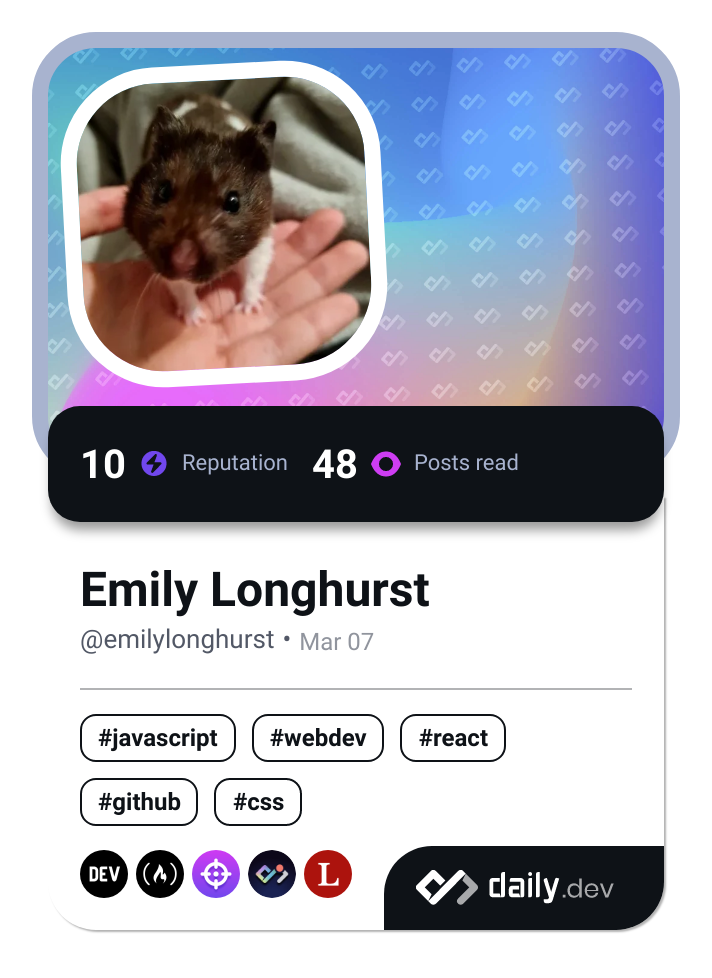 10 Reputation 48 Posts read
Emily Longhurst
@emilylonghurst • Mar 07
#javascript #webdev #react
#github #css
DEV L daily.dev